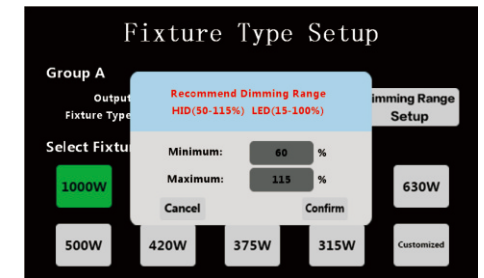 Fixture Type Setup
Group A
Output
Fixture Type
Recommend Dimming Range
HID(50-115%) LED(15-100%)
Dimming Range
Setup
Select Fixtu
Minimum: 60 %
Maximum: 115 %
Cancel Confirm
1000W 630W
500W 420W 375W 315W Customized